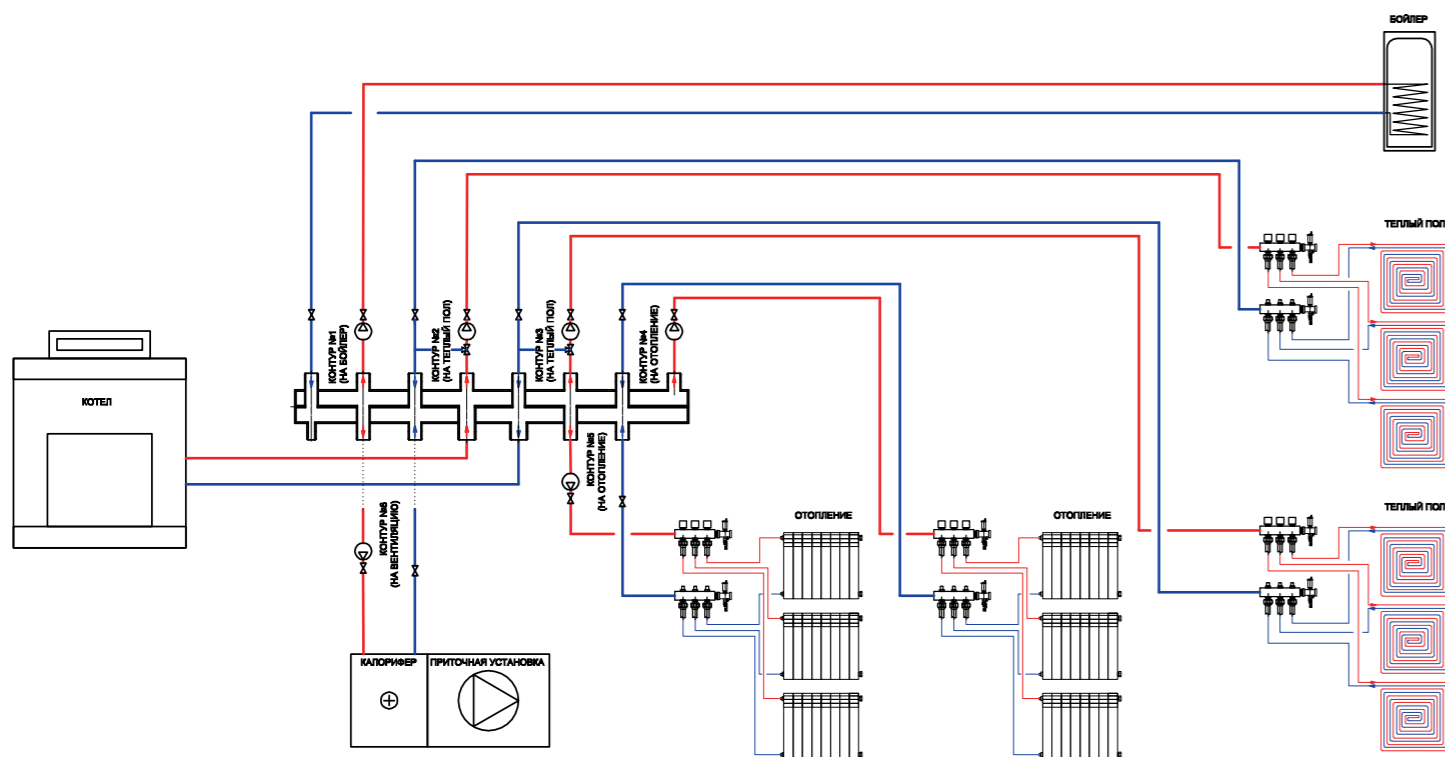 БОЙЛЕР
ТЕПЛЫЙ ПОЛ
КОНТУР №1
(НА БОЙЛЕР)
КОНТУР №2
(НА ТЕПЛЫЙ ПОЛ)
КОНТУР №3
(НА ТЕПЛЫЙ ПОЛ)
КОНТУР №4
(НА ОТОПЛЕНИЕ)
КОТЕЛ
КОНТУР №5
(НА ОТОПЛЕНИЕ)
КОНТУР №6
(НА ВЕНТИЛЯЦИЮ)
ОТОПЛЕНИЕ
ОТОПЛЕНИЕ
ТЕПЛЫЙ ПОЛ
КАЛОРИФЕР
ПРИТОЧНАЯ УСТАНОВКА